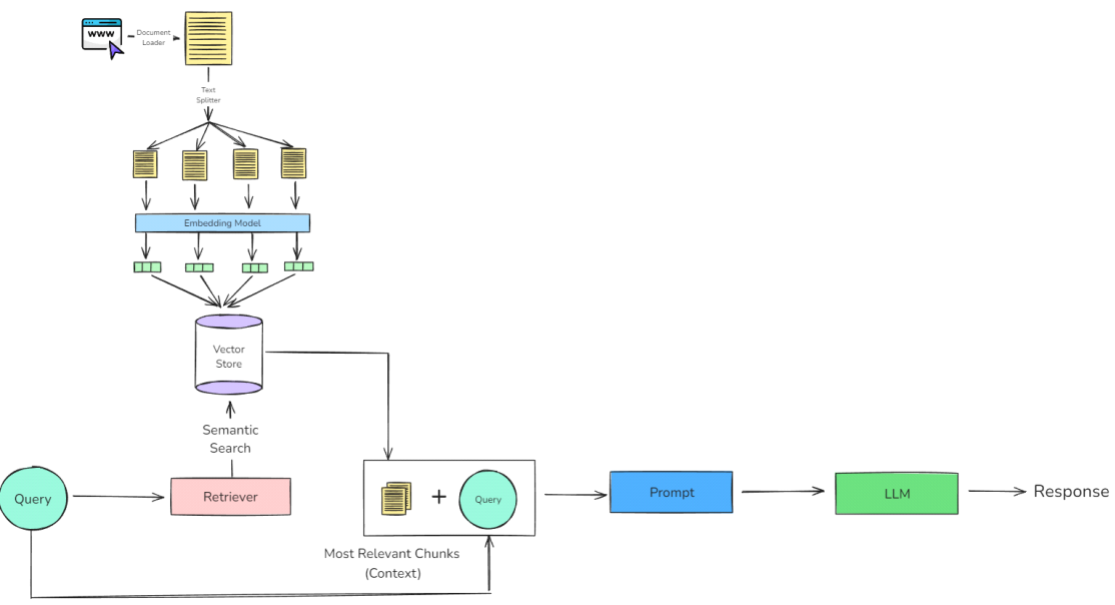 www
Document
Loader
Text
Splitter
Embedding Model
Vector
Store
Semantic
Search
Query
Retriever
+
Query
Prompt
LLM
Response
Most Relevant Chunks
(Context)